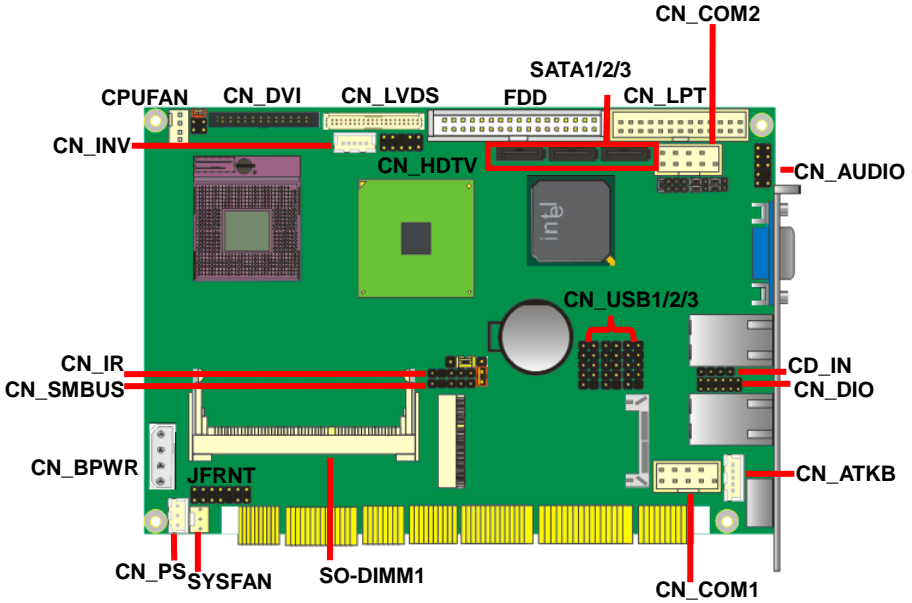 CN_COM2
SATA1/2/3
CPUFAN
CN_DVI
CN_LVDS
FDD
CN_LPT
CN_INV
CN_HDTV
CN_AUDIO
intel
CN_USB1/2/3
CN_IR
CD_IN
CN_SMBUS
CN_DIO
CN_BPWR
JFRNT
CN_ATKB
CN_PS
SYSFAN
SO-DIMM1
CN_COM1